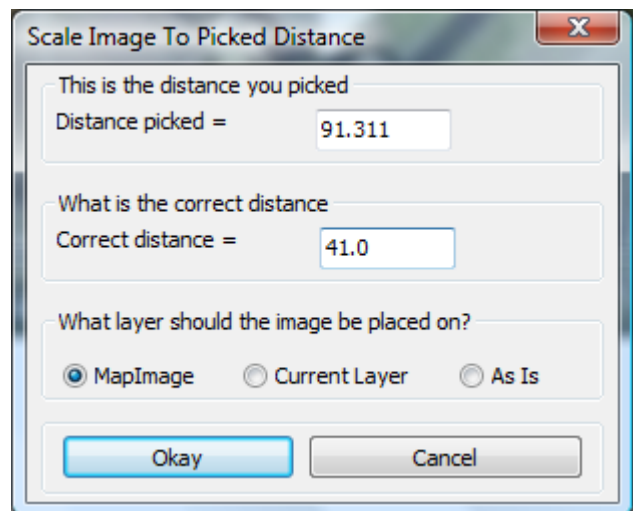 Scale Image To Picked Distance
This is the distance you picked
Distance picked = 91.311
What is the correct distance
Correct distance = 41.0
What layer should the image be placed on?
MapImage Current Layer As Is
Okay Cancel